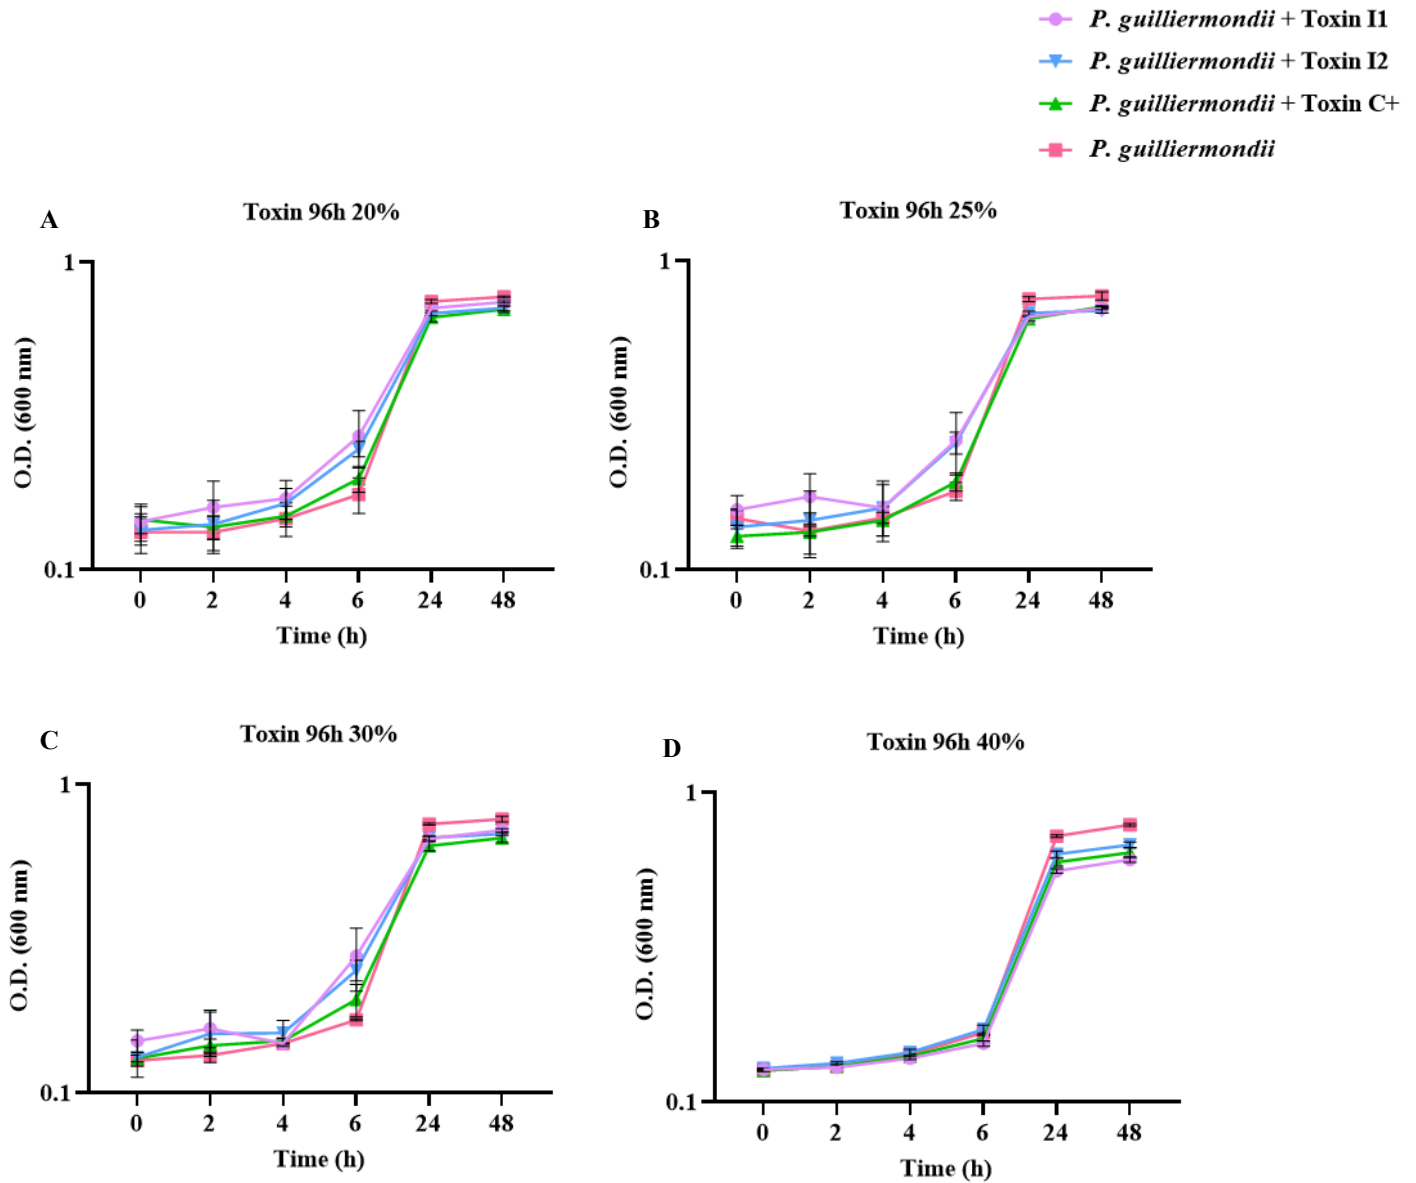 P. guilliermondii + Toxin I1
P. guilliermondii + Toxin I2
P. guilliermondii + Toxin C+
P. guilliermondii
A
Toxin 96h 20%
1
0.1
O.D. (600 nm)
0 2 4 6 24 48
Time (h)
B
Toxin 96h 25%
1
0.1
O.D. (600 nm)
0 2 4 6 24 48
Time (h)
C
Toxin 96h 30%
1
0.1
O.D. (600 nm)
0 2 4 6 24 48
Time (h)
D
Toxin 96h 40%
1
0.1
O.D. (600 nm)
0 2 4 6 24 48
Time (h)